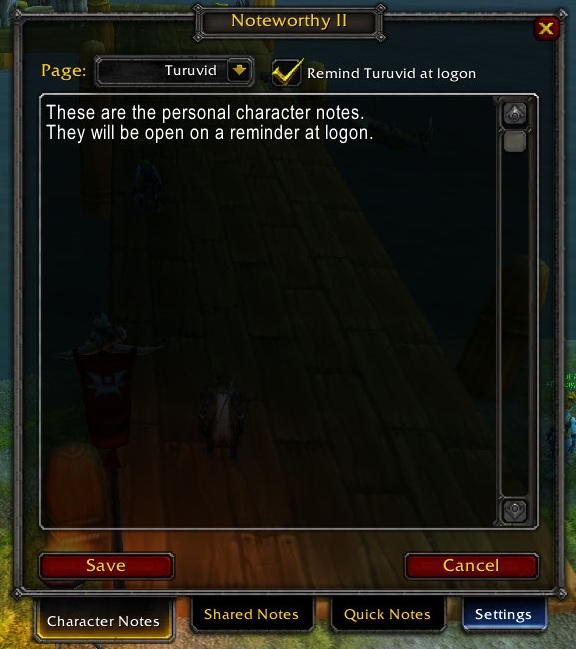 Noteworthy II
Page:
Turuvid
Remind Turuvid at logon
These are the personal character notes.
They will be open on a reminder at logon.
Save
Cancel
Character Notes
Shared Notes
Quick Notes
Settings